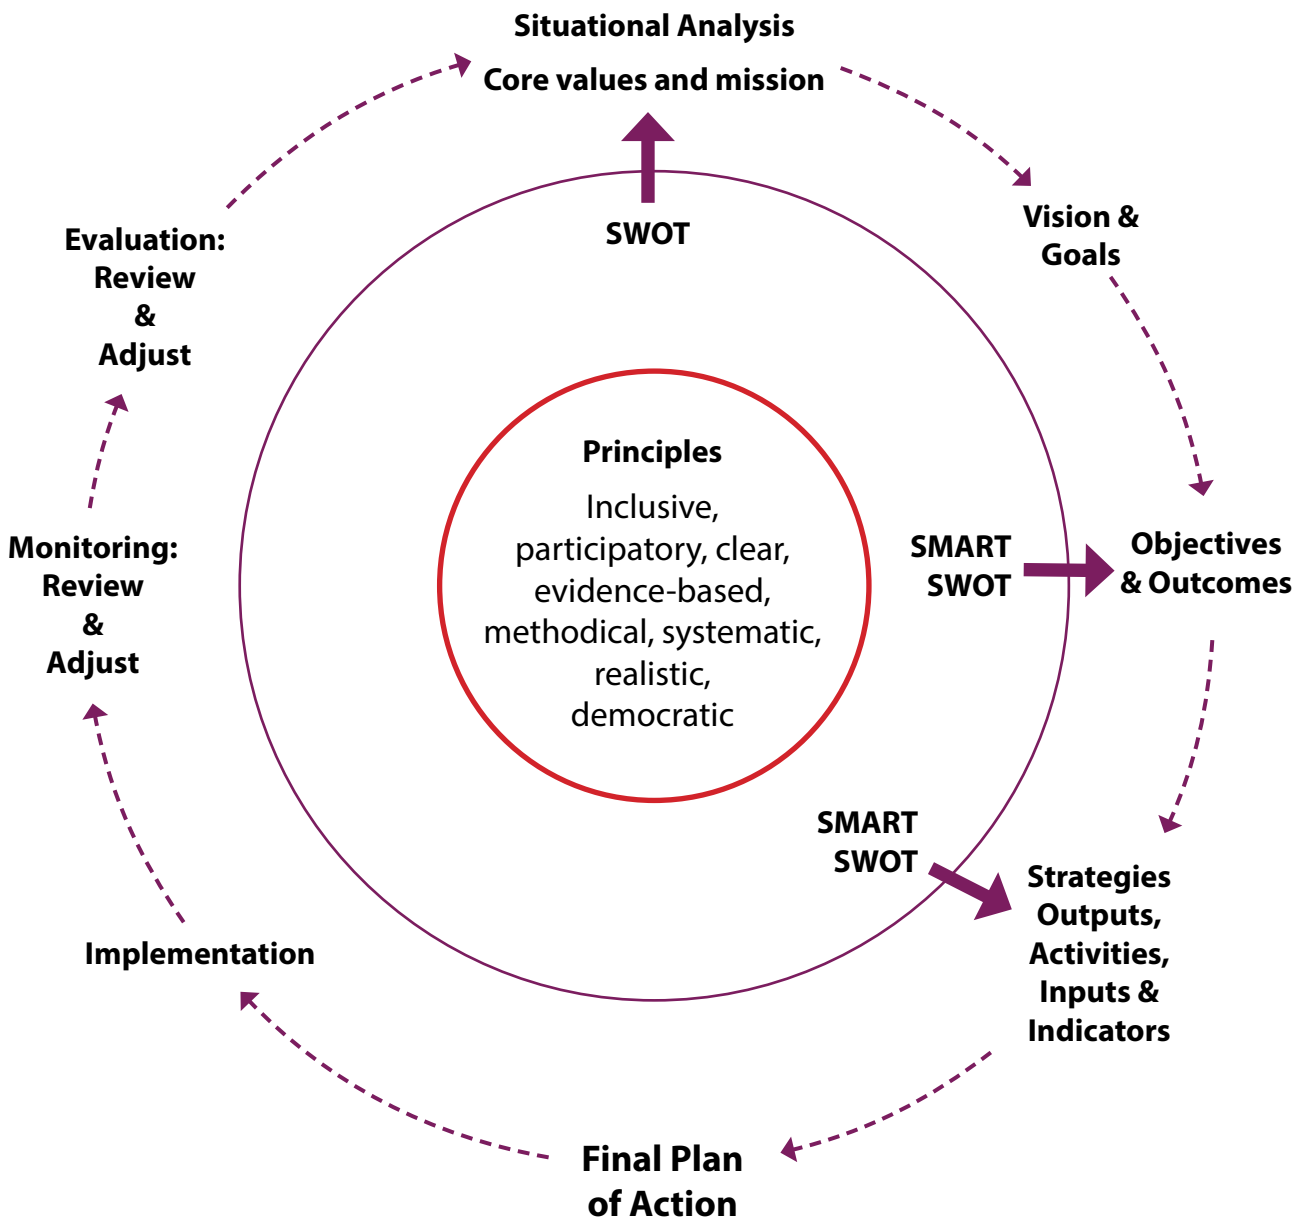 Situational Analysis
Core values and mission
SWOT
Vision &
Goals
Evaluation:
Review
&
Adjust
Principles
Inclusive,
participatory, clear,
evidence-based,
methodical, systematic,
realistic,
democratic
SMART
SWOT
Objectives
& Outcomes
Monitoring:
Review
&
Adjust
SMART
SWOT
Strategies
Outputs,
Activities,
Inputs &
Indicators
Implementation
Final Plan
of Action